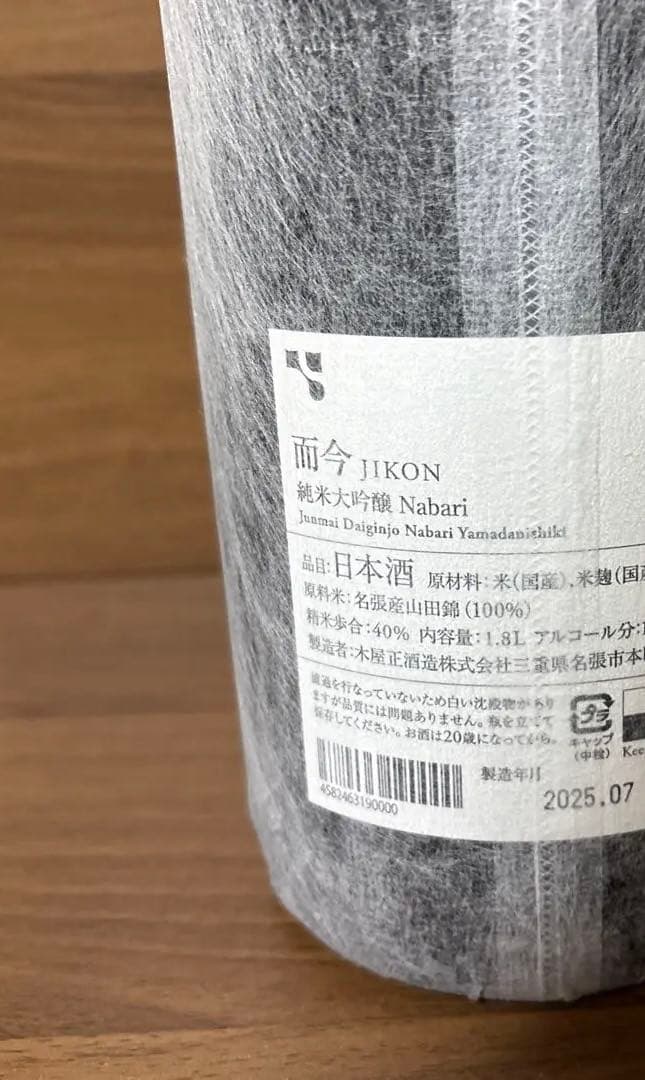 而今 JIKON
純米大吟醸 Nabari
Junmai Daiginjo Nabari Yamadanishiki
品目:日本酒 原材料:米(国産)、米麹(国産
原料米:名張産山田錦(100%)
精米歩合:40% 内容量:1.8L アルコール分:
製造者:木屋正酒造株式会社三重県名張市本町
濾過を行なっていないため白い沈殿物があり
ますが品質には問題ありません。瓶を立てて
保存してください。お酒は20歳になってから。
プラ
キャップ
(中栓)
Kee
4582463190000
製造年月
2025.07